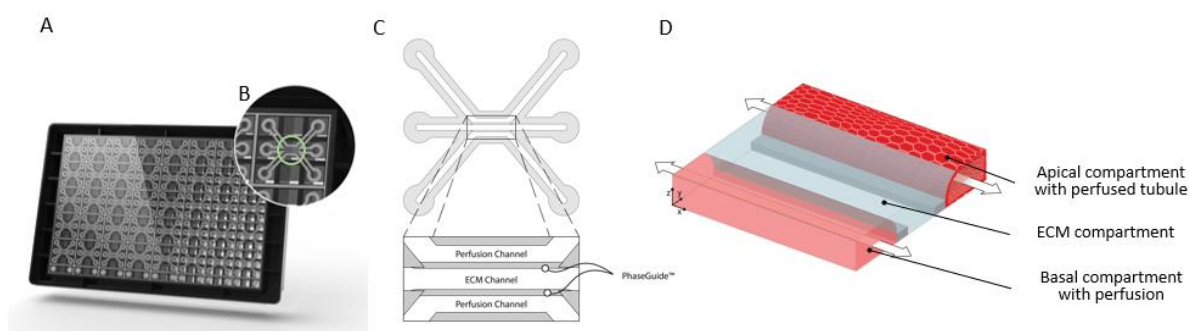 A
B
C
D
Perfusion Channel
ECM Channel
Perfusion Channel
PhaseGuide™
z
y
x
Apical compartment
with perfused tubule
ECM compartment
Basal compartment
with perfusion